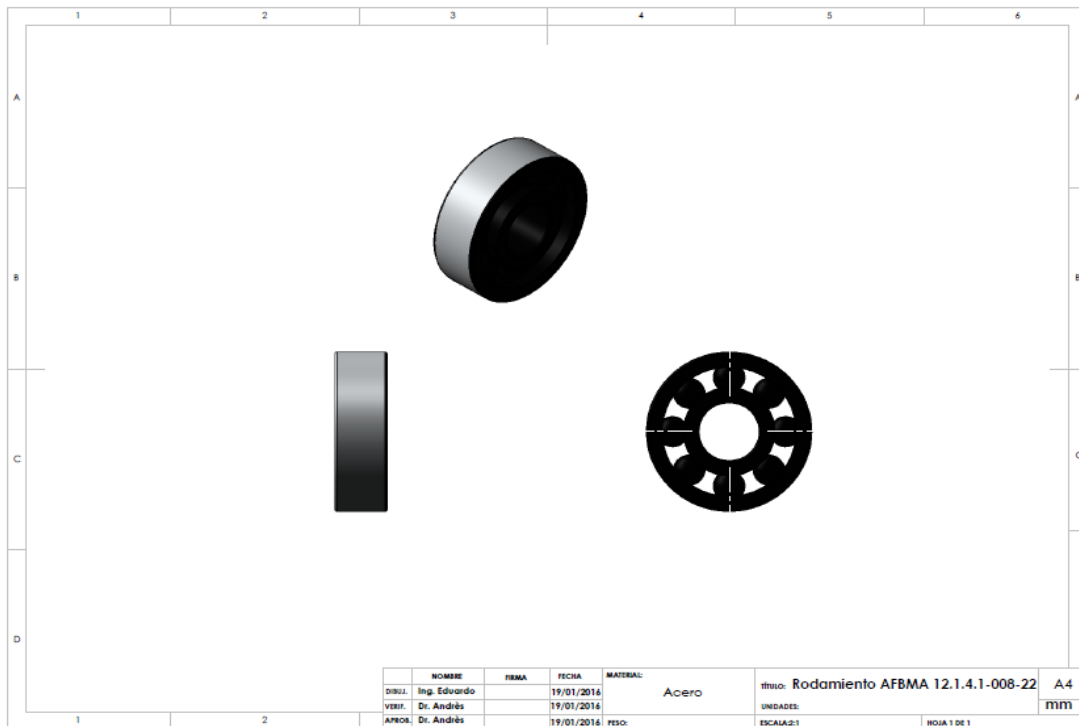 1 2 3 4 5 6
A A
B B
C C
D
NOMBRE FIRMA FECHA MATERIAL: Acero TÍTULO: Rodamiento AFBMA 12.1.4.1-008-22 A4
DIBUJ. Ing. Eduardo 19/01/2016
VERIF. Dr. Andrès 19/01/2016 UNIDADES: mm
APROB. Dr. Andrès 19/01/2016 PESO: ESCALA:2:1 HOJA 1 DE 1
1 2